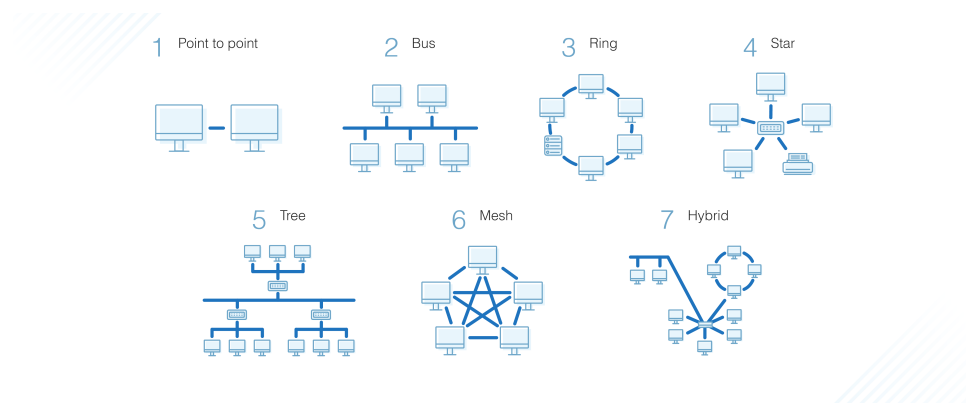 1 Point to point
2 Bus
3 Ring
4 Star
5 Tree
6 Mesh
7 Hybrid